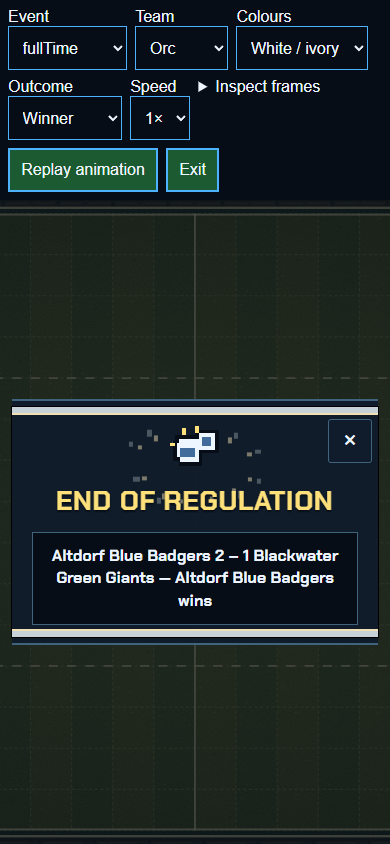 Event Team Colours
fullTime Orc White / ivory
Outcome Speed ▶ Inspect frames
Winner 1×
Replay animation Exit
×
END OF REGULATION
Altdorf Blue Badgers 2 – 1 Blackwater
Green Giants — Altdorf Blue Badgers
wins